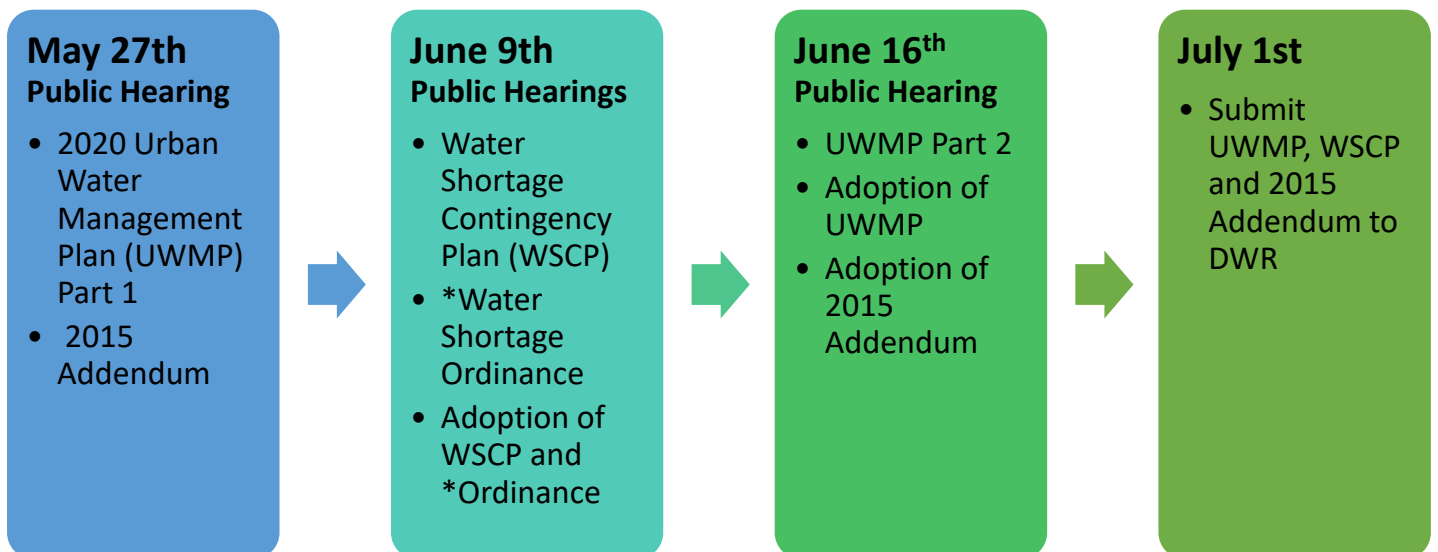 May 27th
Public Hearing
• 2020 Urban
Water
Management
Plan (UWMP)
Part 1
• 2015
Addendum
June 9th
Public Hearings
• Water
Shortage
Contingency
Plan (WSCP)
• *Water
Shortage
Ordinance
• Adoption of
WSCP and
*Ordinance
June 16th
Public Hearing
• UWMP Part 2
• Adoption of
UWMP
• Adoption of
2015
Addendum
July 1st
• Submit
UWMP, WSCP
and 2015
Addendum to
DWR